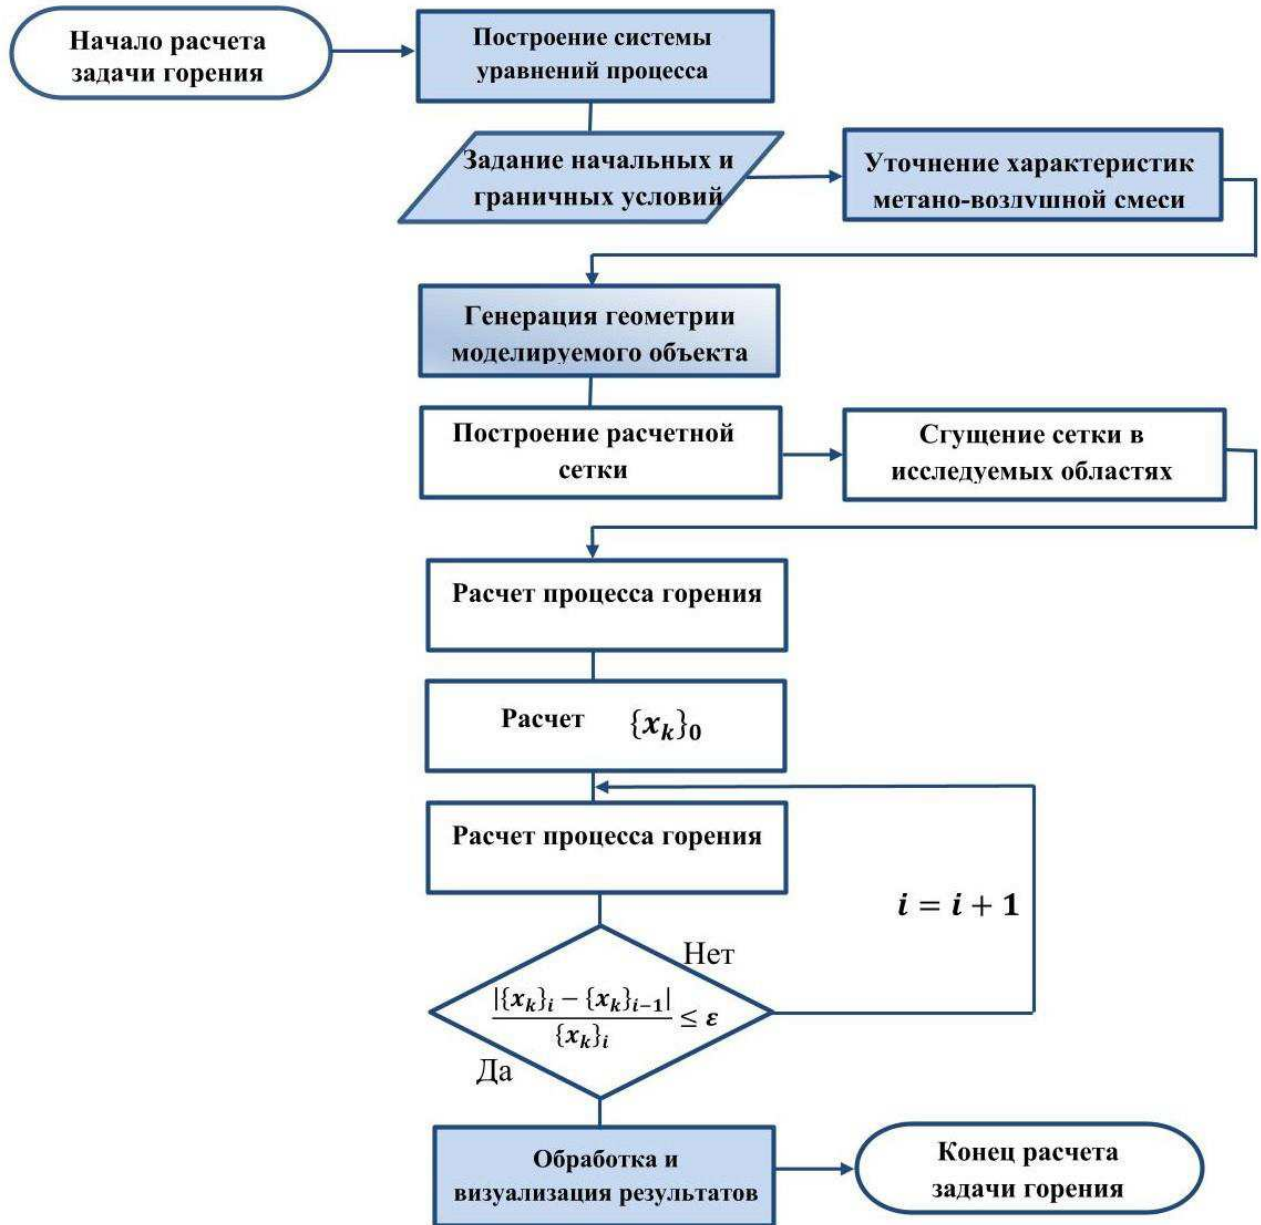 Начало расчета
задачи горения
Построение системы
уравнений процесса
Задание начальных и
граничных условий
Уточнение характеристик
метано-воздушной смеси
Генерация геометрии
моделируемого объекта
Построение расчетной
сетки
Сгущение сетки в
исследуемых областях
Расчет процесса горения
Расчет {x_k}_0
Расчет процесса горения
i = i + 1
Нет
|{x_k}_i − {x_k}_{i−1}| / {x_k}_i ≤ ε
Да
Обработка и
визуализация результатов
Конец расчета
задачи горения